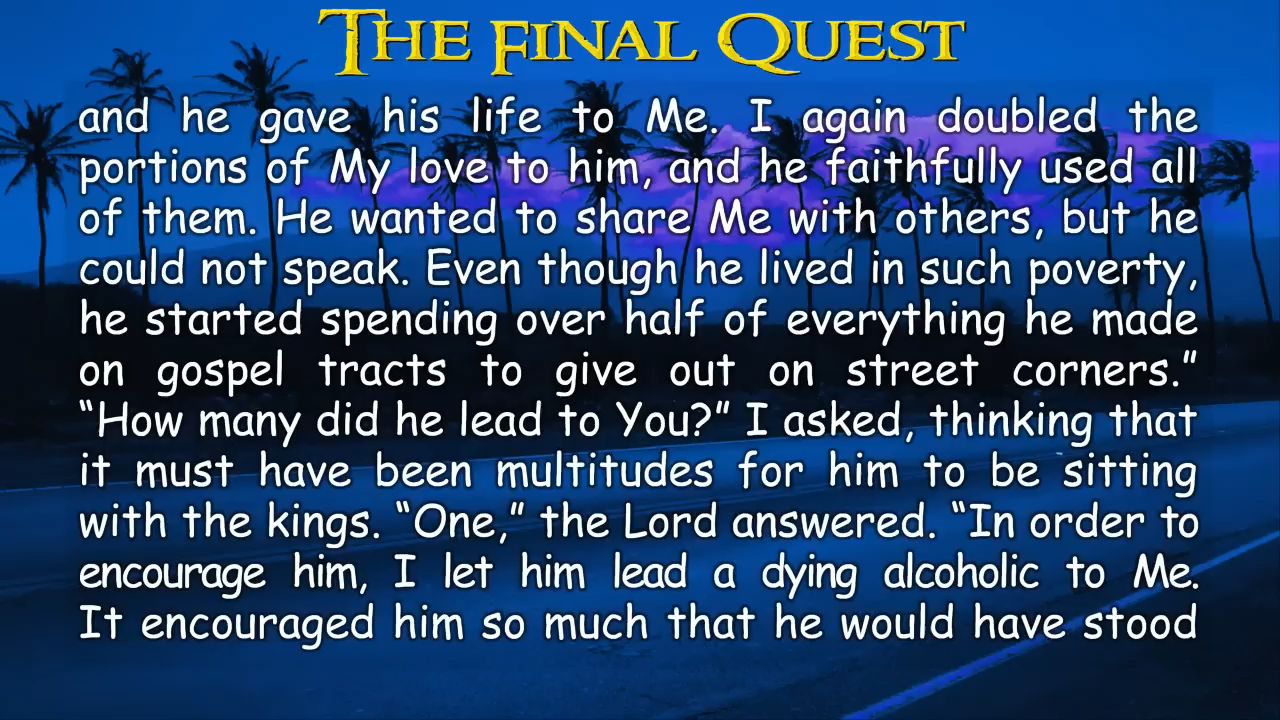 The Final Quest
and he gave his life to Me. I again doubled the
portions of My love to him, and he faithfully used all
of them. He wanted to share Me with others, but he
could not speak. Even though he lived in such poverty,
he started spending over half of everything he made
on gospel tracts to give out on street corners.”
“How many did he lead to You?” I asked, thinking that
it must have been multitudes for him to be sitting
with the kings. “One,” the Lord answered. “In order to
encourage him, I let him lead a dying alcoholic to Me.
It encouraged him so much that he would have stood